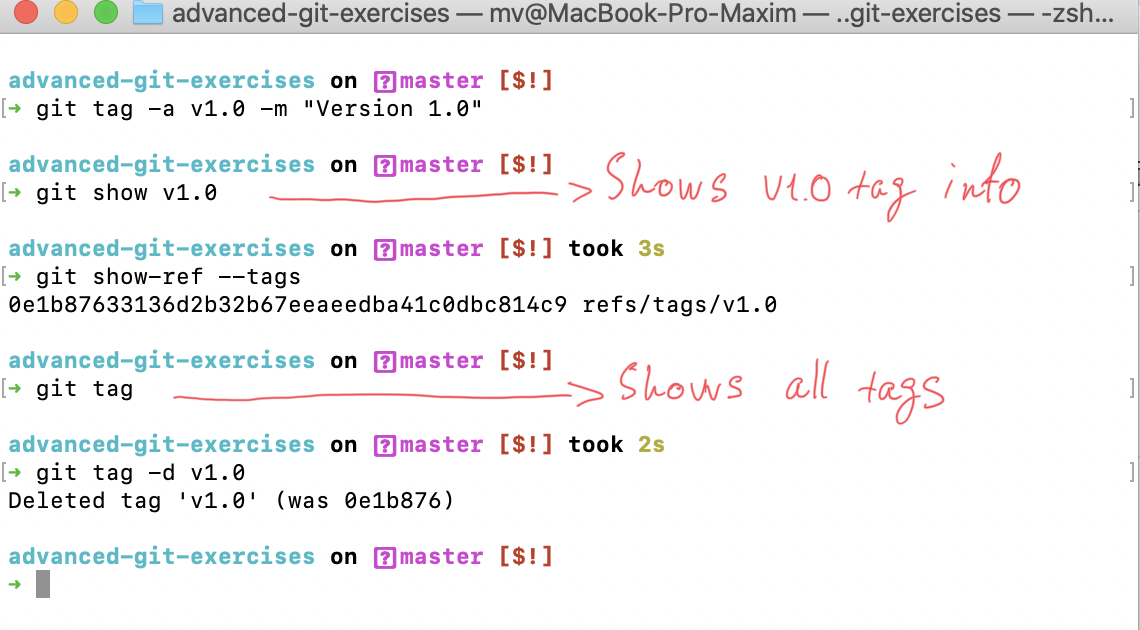 advanced-git-exercises — mv@MacBook-Pro-Maxim — ..git-exercises — -zsh...
advanced-git-exercises on ?master [$!]
[➜ git tag -a v1.0 -m "Version 1.0" ]
advanced-git-exercises on ?master [$!]
[➜ git show v1.0 ——> Shows v1.0 tag info ]
advanced-git-exercises on ?master [$!] took 3s
[➜ git show-ref --tags ]
0e1b87633136d2b32b67eeaeedba41c0dbc814c9 refs/tags/v1.0
advanced-git-exercises on ?master [$!]
[➜ git tag ——> Shows all tags ]
advanced-git-exercises on ?master [$!] took 2s
[➜ git tag -d v1.0 ]
Deleted tag 'v1.0' (was 0e1b876)
advanced-git-exercises on ?master [$!]
➜